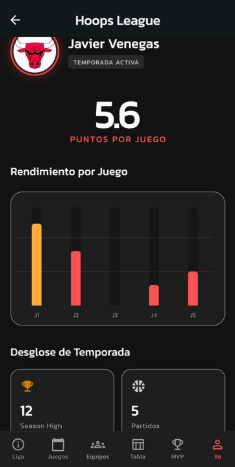 Hoops League
Javier Venegas
TEMPORADA ACTIVA
5.6
PUNTOS POR JUEGO
Rendimiento por Juego
J1 J2 J3 J4 J5
Desglose de Temporada
12 5
Season High Partidos
Liga Juegos Equipos Tabla MVP Yo